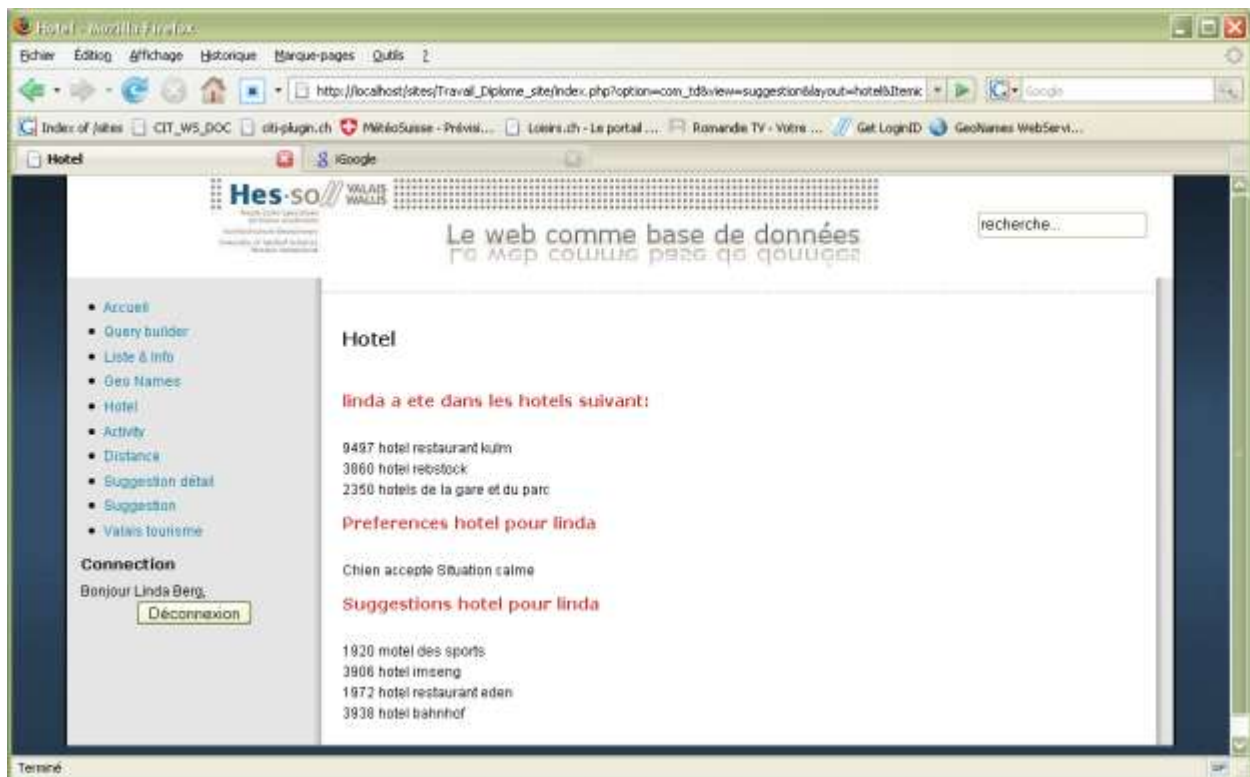 Hotel - Mozilla Firefox
Fichier Édition Affichage Historique Marque-pages Outils ?
http://localhost/sites/Travail_Diplome_site/index.php?option=com_td&view=suggestion&layout=hotel&Itemic
Google
Index of /sites CIT_WS_DOC citi-plugin.ch MétéoSuisse - Prévisi... Loisirs.ch - Le portail ... Romandie TV - Votre ... Get LoginID GeoNames WebServi...
Hotel iGoogle
Hes·so// VALAIS
WALLIS
Le web comme base de données
recherche...
Accueil
Query builder
Liste & info
Geo Names
Hotel
Activity
Distance
Suggestion détail
Suggestion
Valais tourisme
Connection
Bonjour Linda Berg,
Déconnexion
Hotel
linda a ete dans les hotels suivant:
9497 hotel restaurant kulm
3860 hotel rebstock
2350 hotels de la gare et du parc
Preferences hotel pour linda
Chien accepte Situation calme
Suggestions hotel pour linda
1920 motel des sports
3906 hotel imseng
1972 hotel restaurant eden
3938 hotel bahnhof
Terminé